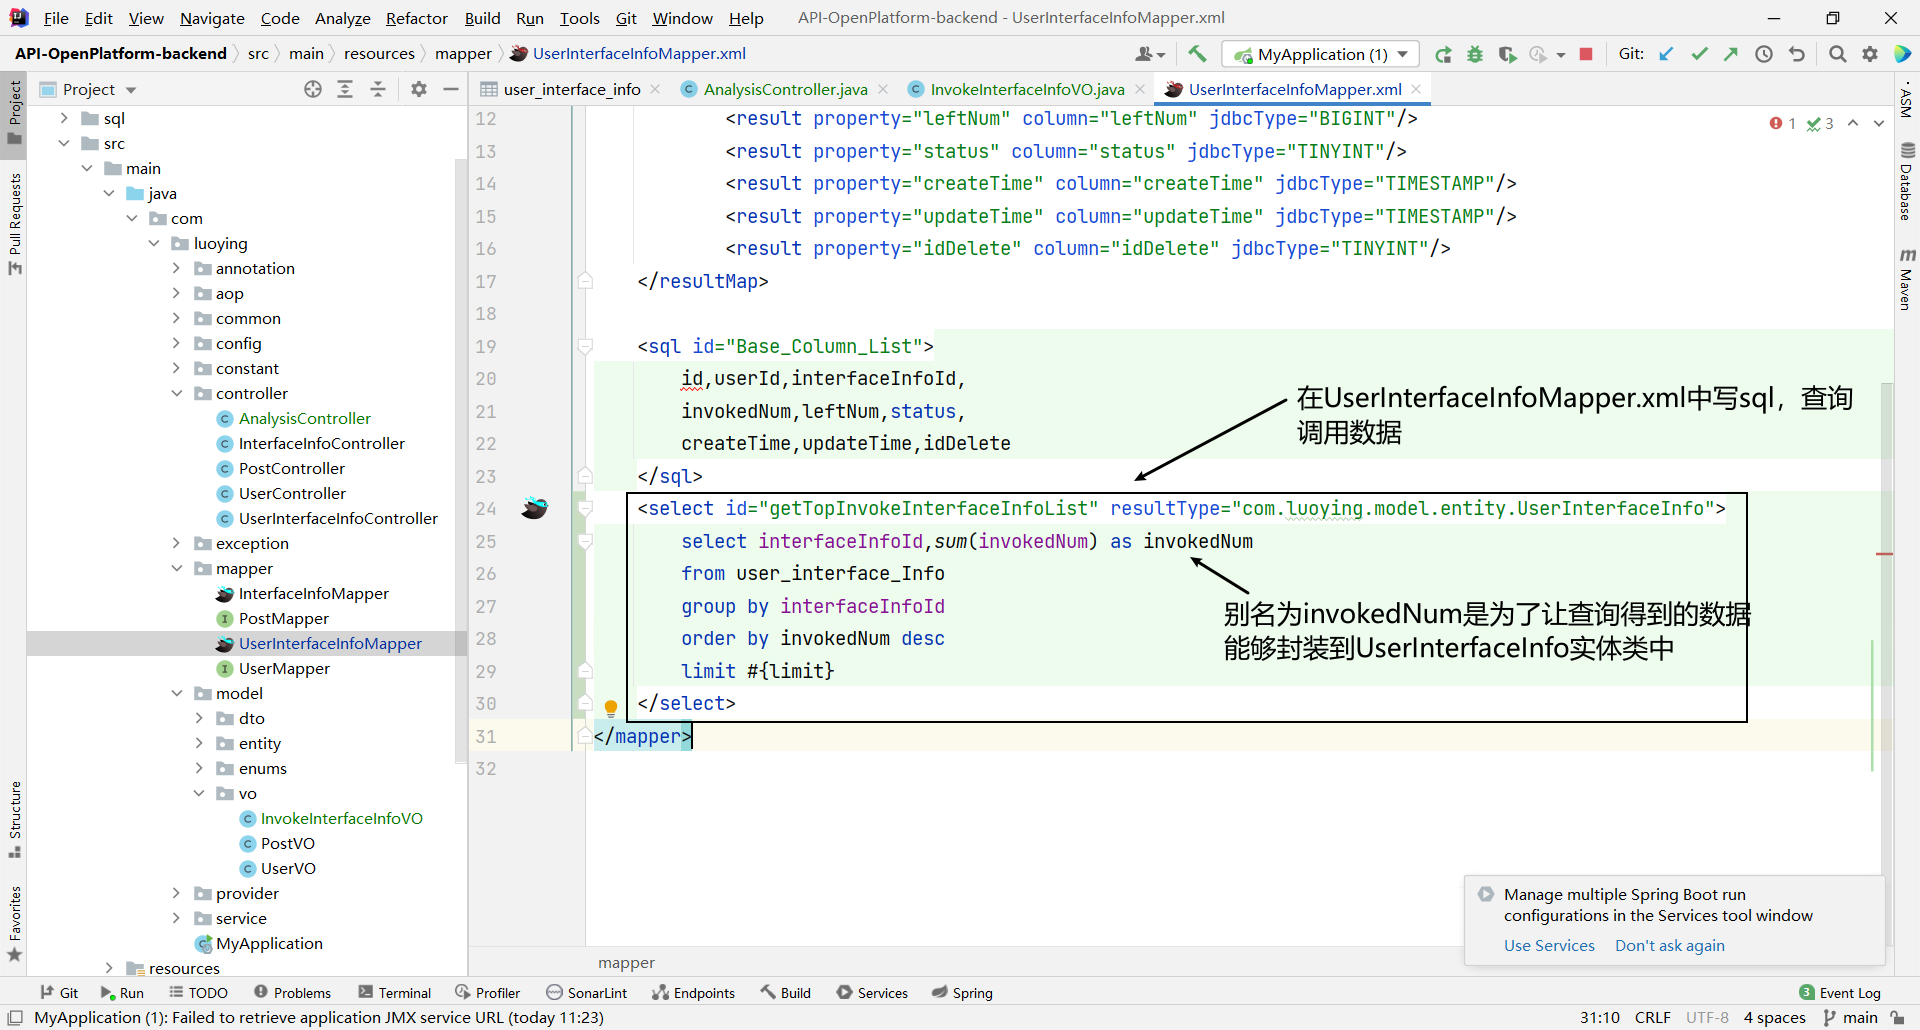 File Edit View Navigate Code Analyze Refactor Build Run Tools Git Window Help API-OpenPlatform-backend - UserInterfaceInfoMapper.xml
API-OpenPlatform-backend src main resources mapper UserInterfaceInfoMapper.xml MyApplication (1) Git:
Project user_interface_info AnalysisController.java InvokeInterfaceInfoVO.java UserInterfaceInfoMapper.xml
Project
Pull Requests
Structure
Favorites
sql
src
main
java
com
luoying
annotation
aop
common
config
constant
controller
AnalysisController
InterfaceInfoController
PostController
UserController
UserInterfaceInfoController
exception
mapper
InterfaceInfoMapper
PostMapper
UserInterfaceInfoMapper
UserMapper
model
dto
entity
enums
vo
InvokeInterfaceInfoVO
PostVO
UserVO
provider
service
MyApplication
resources
12 <result property="leftNum" column="leftNum" jdbcType="BIGINT"/>
13 <result property="status" column="status" jdbcType="TINYINT"/>
14 <result property="createTime" column="createTime" jdbcType="TIMESTAMP"/>
15 <result property="updateTime" column="updateTime" jdbcType="TIMESTAMP"/>
16 <result property="idDelete" column="idDelete" jdbcType="TINYINT"/>
17 </resultMap>
18
19 <sql id="Base_Column_List">
20 id,userId,interfaceInfoId,
21 invokedNum,leftNum,status,
22 createTime,updateTime,idDelete
23 </sql>
24 <select id="getTopInvokeInterfaceInfoList" resultType="com.luoying.model.entity.UserInterfaceInfo">
25 select interfaceInfoId,sum(invokedNum) as invokedNum
26 from user_interface_Info
27 group by interfaceInfoId
28 order by invokedNum desc
29 limit #{limit}
30 </select>
31 </mapper>
32
1 3
在UserInterfaceInfoMapper.xml中写sql，查询
调用数据
别名为invokedNum是为了让查询得到的数据
能够封装到UserInterfaceInfo实体类中
ASM
Database
m Maven
Manage multiple Spring Boot run
configurations in the Services tool window
Use Services Don't ask again
mapper
Git Run TODO Problems Terminal Profiler SonarLint Endpoints Build Services Spring 3 Event Log
MyApplication (1): Failed to retrieve application JMX service URL (today 11:23) 31:10 CRLF UTF-8 4 spaces main